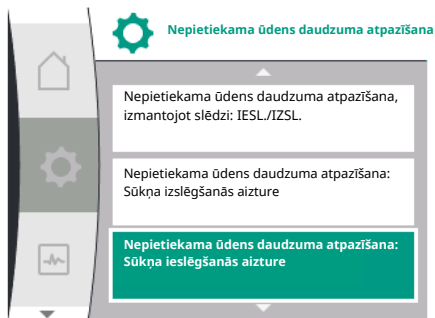 Nepietiekama ūdens daudzuma atpazīšana
Nepietiekama ūdens daudzuma atpazīšana,
izmantojot slēdzi: IESL./IZSL.
Nepietiekama ūdens daudzuma atpazīšana:
Sūkņa izslēgšanās aizture
Nepietiekama ūdens daudzuma atpazīšana:
Sūkņa ieslēgšanās aizture